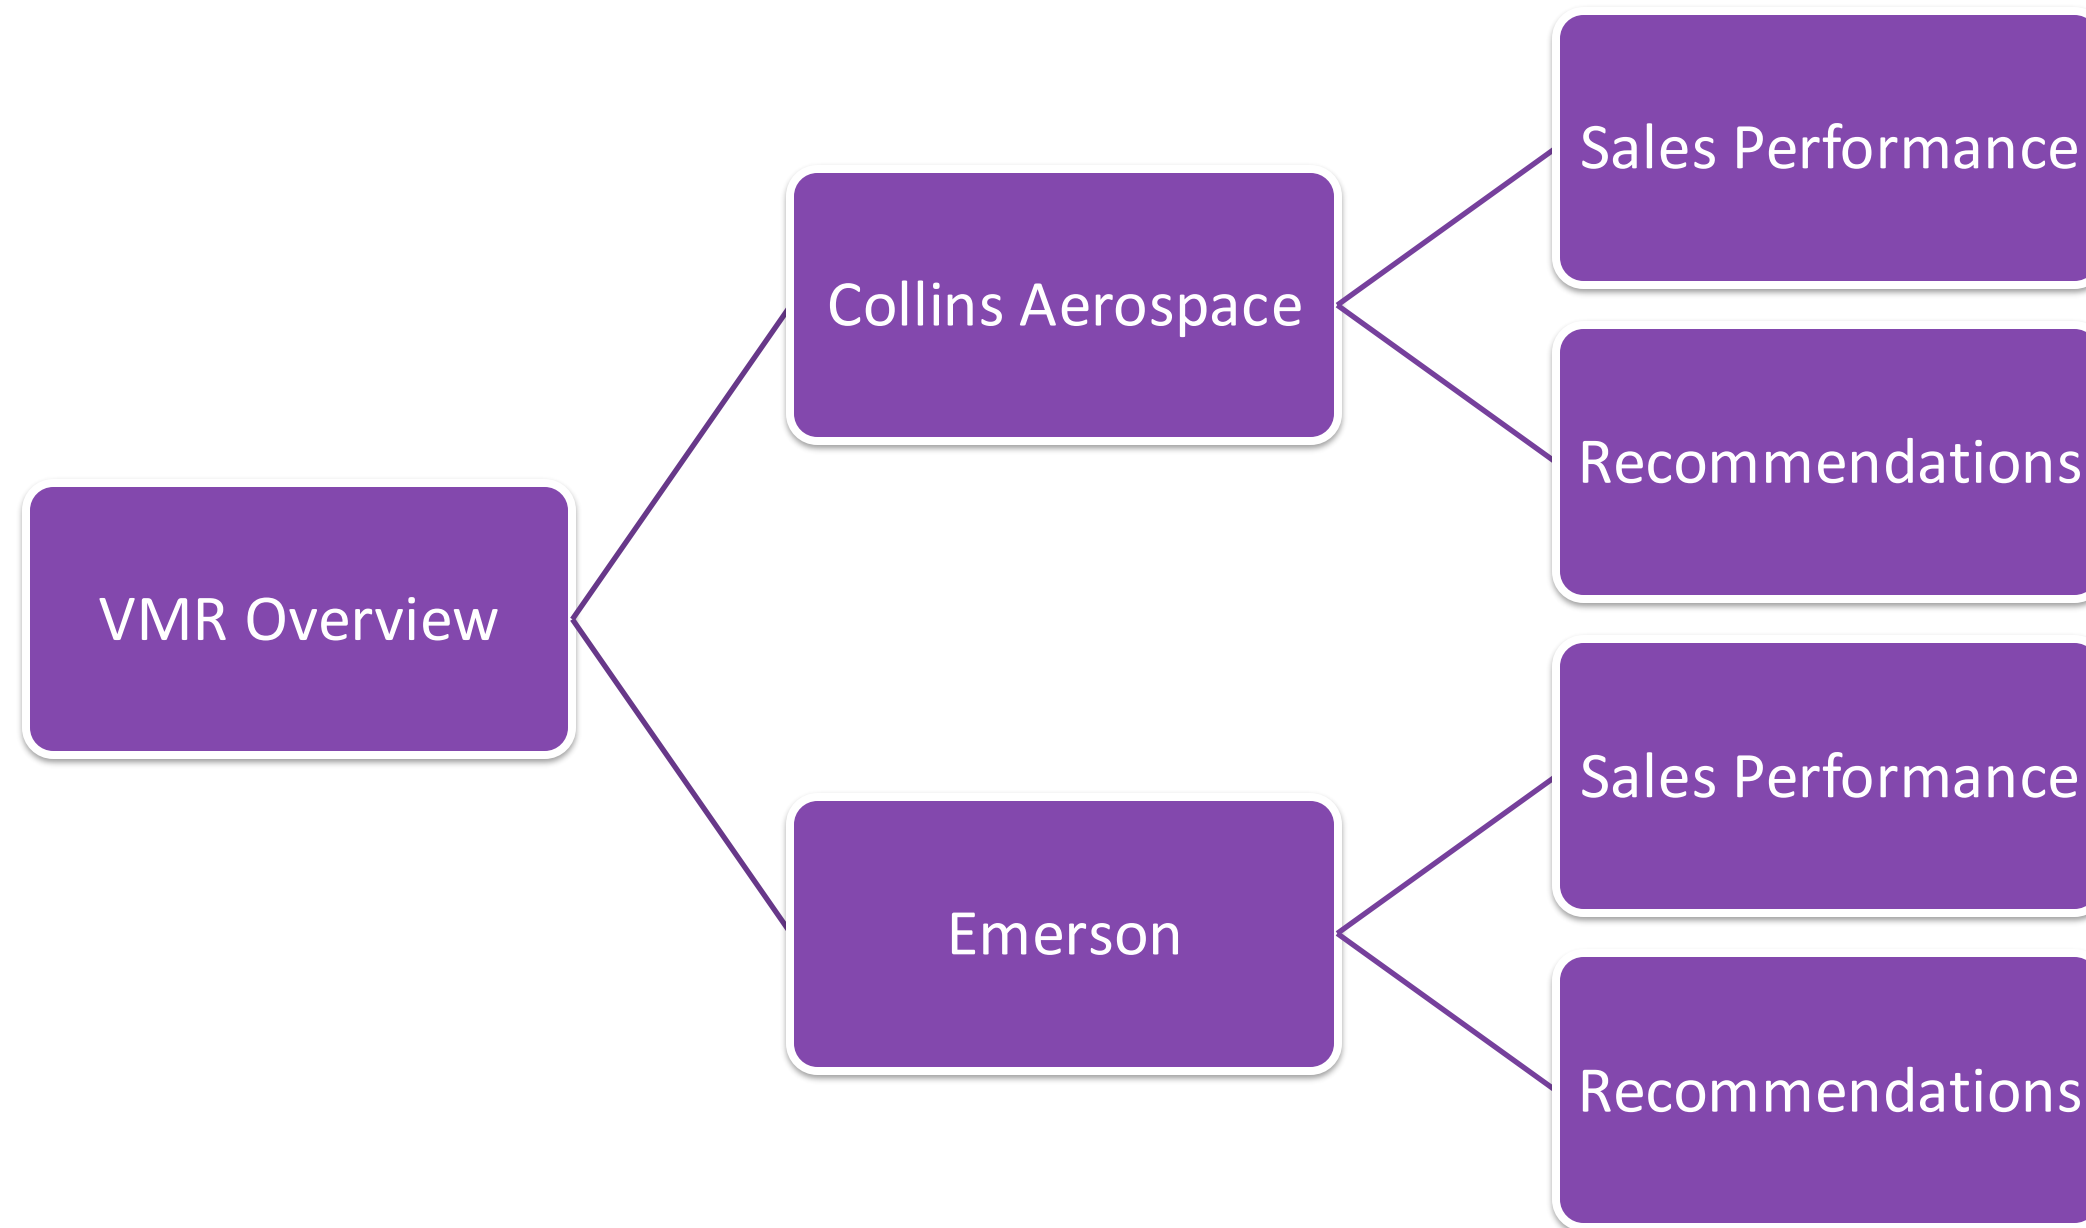 VMR Overview
Collins Aerospace
Sales Performance
Recommendations
Emerson
Sales Performance
Recommendations